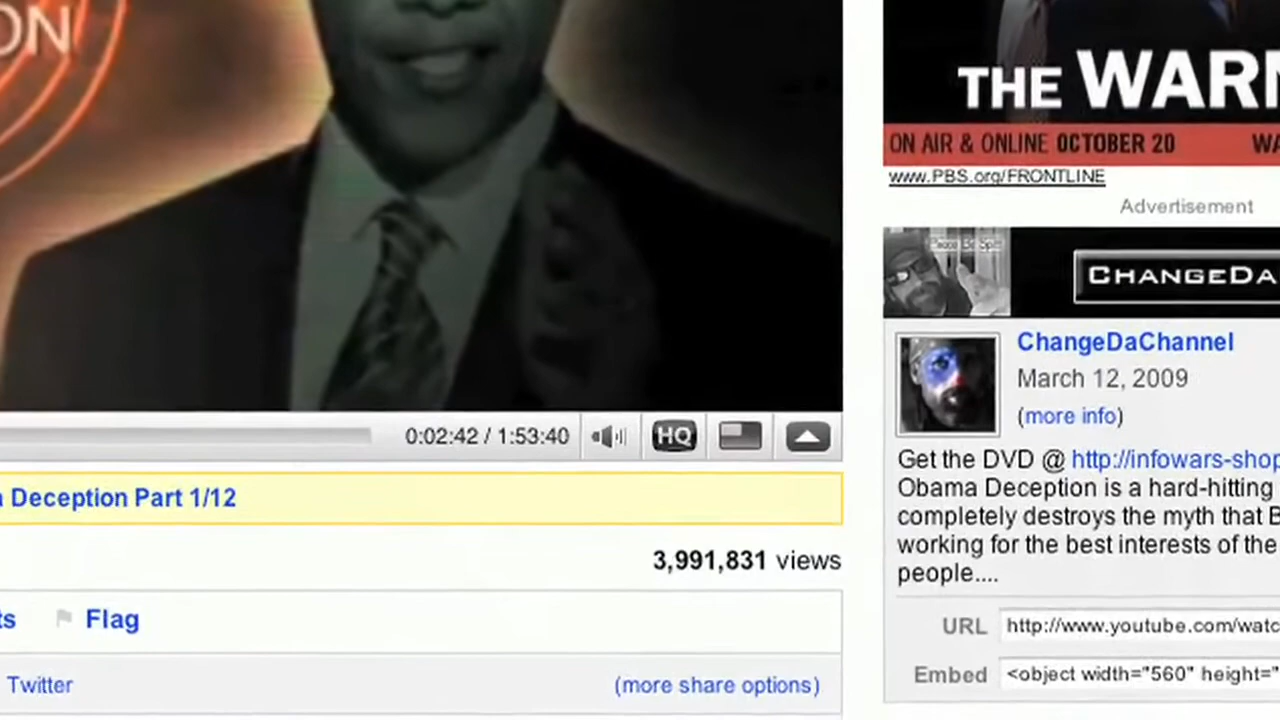 ON
THE WARN
ON AIR & ONLINE OCTOBER 20 WA
www.PBS.org/FRONTLINE
Advertisement
CHANGEDA
ChangeDaChannel
March 12, 2009
(more info)
Get the DVD @ http://infowars-shop
Obama Deception is a hard-hitting
completely destroys the myth that B
working for the best interests of the
people....
URL http://www.youtube.com/watc
Embed <object width="560" height="
0:02:42 / 1:53:40 HQ
a Deception Part 1/12
3,991,831 views
ts Flag
Twitter (more share options)